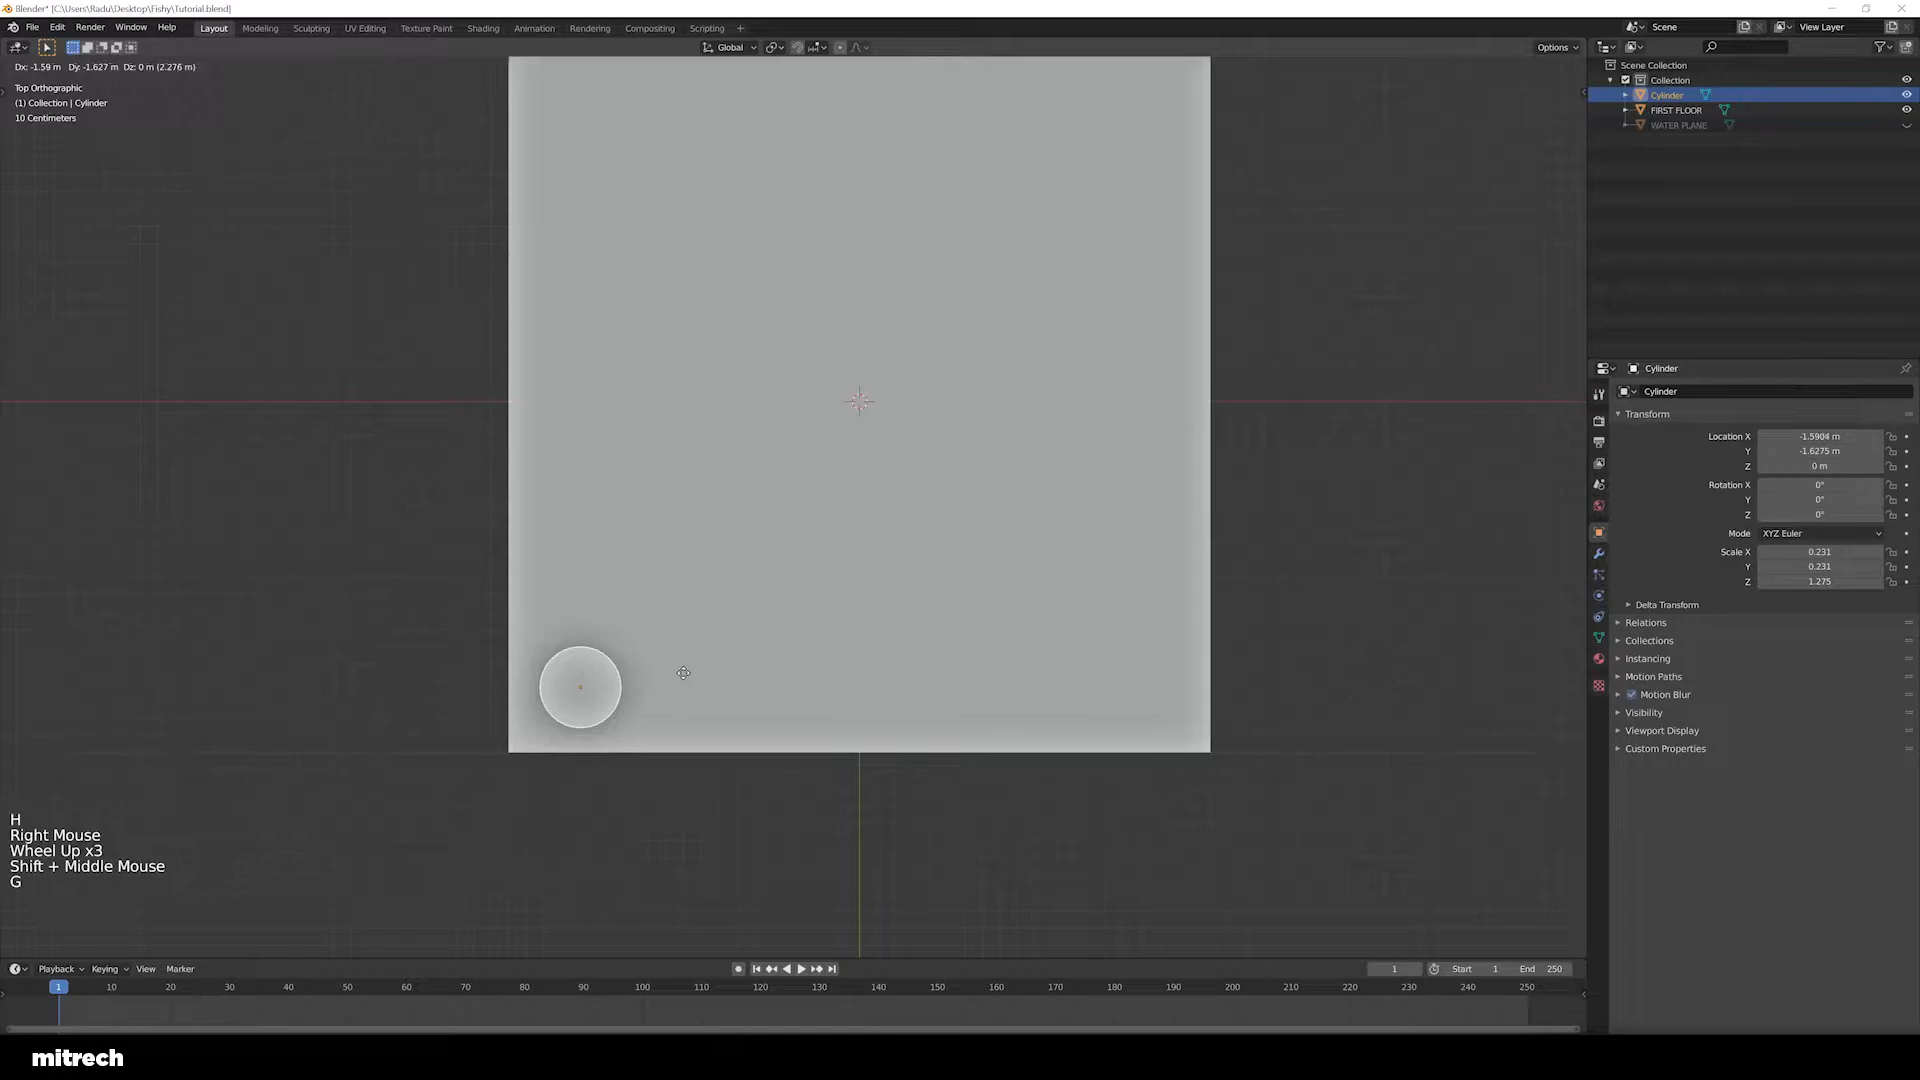 Blender* [C:\Users\Radu\Desktop\Fishy\Tutorial.blend]
File Edit Render Window Help Layout Modeling Sculpting UV Editing Texture Paint Shading Animation Rendering Compositing Scripting + Scene View Layer
Global Options
Dx: -1.59 m Dy: -1.627 m Dz: 0 m (2.276 m)
Top Orthographic
(1) Collection | Cylinder
10 Centimeters
Scene Collection
Collection
Cylinder
FIRST FLOOR
WATER PLANE
Cylinder
Cylinder
Transform
Location X -1.5904 m
Y -1.6275 m
Z 0 m
Rotation X 0°
Y 0°
Z 0°
Mode XYZ Euler
Scale X 0.231
Y 0.231
Z 1.275
Delta Transform
Relations
Collections
Instancing
Motion Paths
Motion Blur
Visibility
Viewport Display
Custom Properties
H
Right Mouse
Wheel Up x3
Shift + Middle Mouse
G
Playback Keying View Marker 1 Start 1 End 250
1 10 20 30 40 50 60 70 80 90 100 110 120 130 140 150 160 170 180 190 200 210 220 230 240 250
mitrech